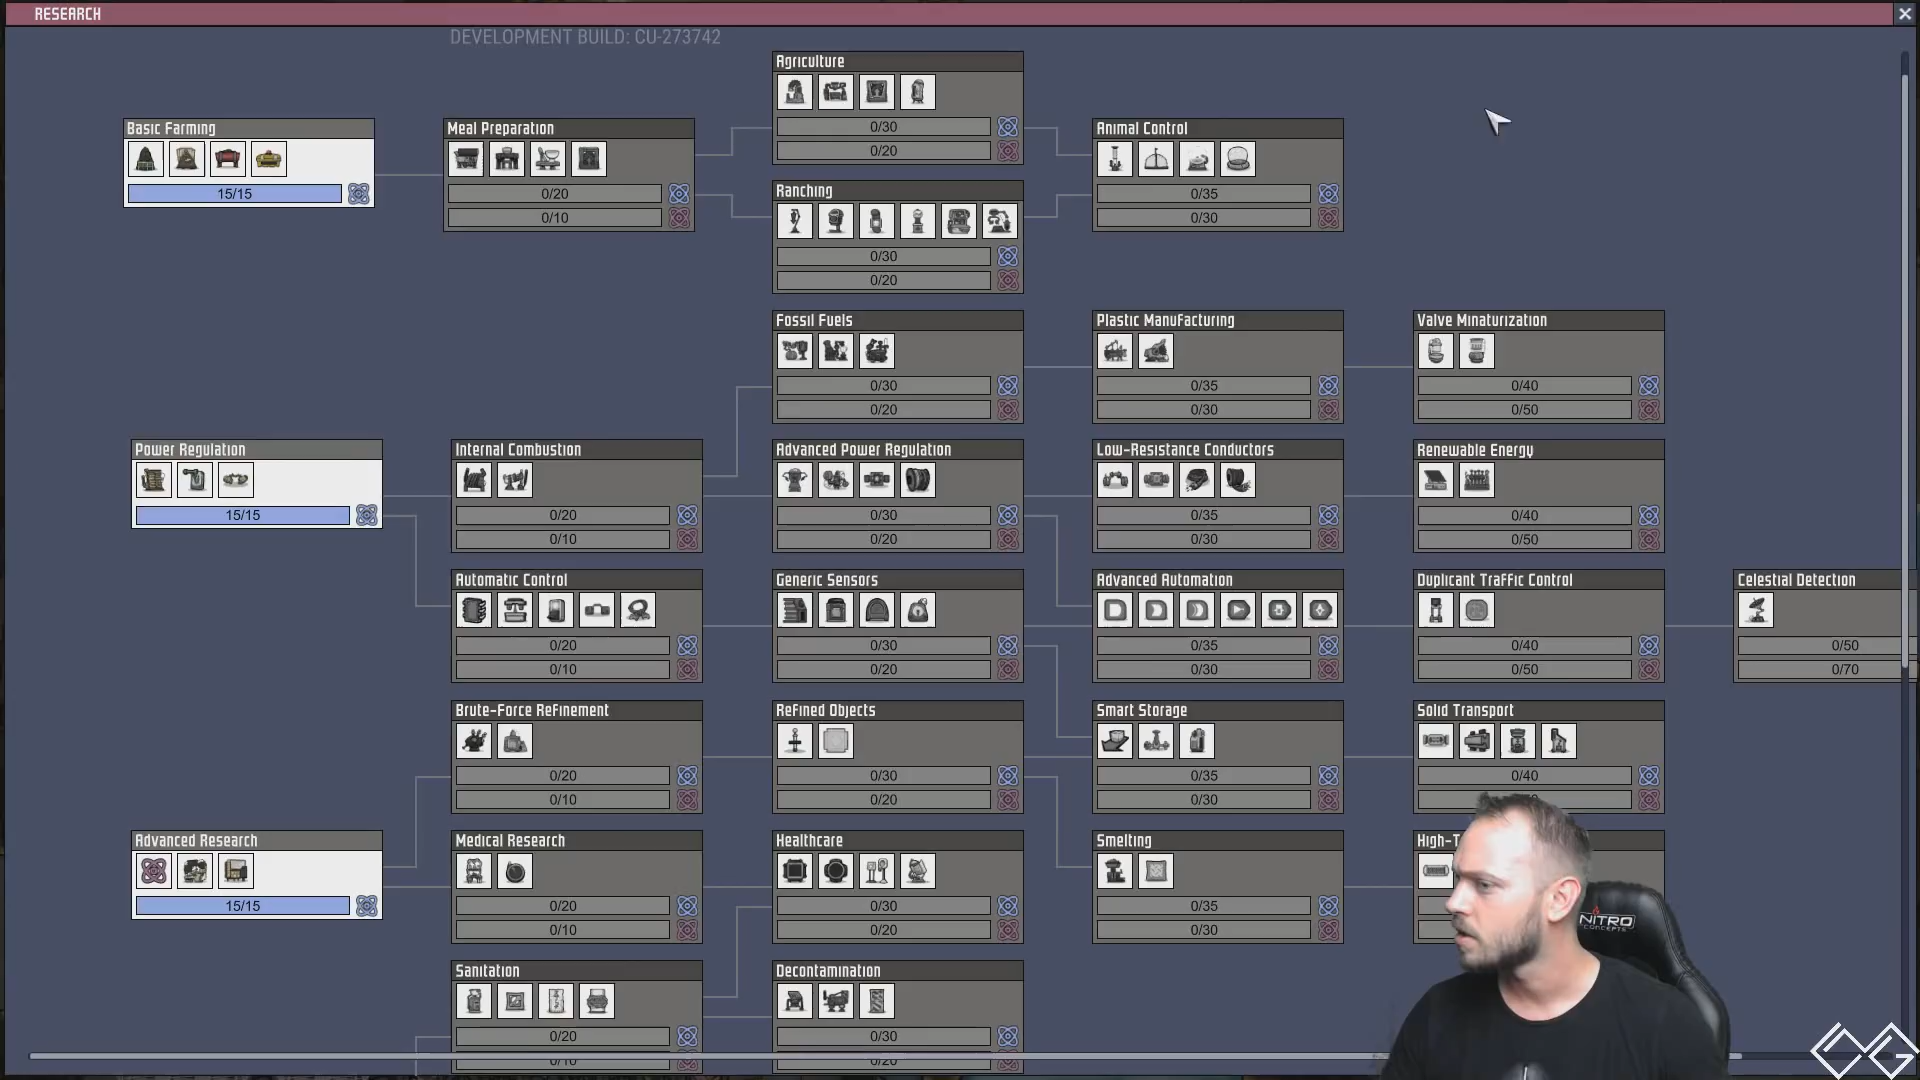 RESEARCH
DEVELOPMENT BUILD: CU-273742
Agriculture
0/30
0/20
Basic Farming
15/15
Meal Preparation
0/20
0/10
Animal Control
0/35
0/30
Ranching
0/30
0/20
Fossil Fuels
0/30
0/20
Plastic Manufacturing
0/35
0/30
Valve Minaturization
0/40
0/50
Power Regulation
15/15
Internal Combustion
0/20
0/10
Advanced Power Regulation
0/30
0/20
Low-Resistance Conductors
0/35
0/30
Renewable Energy
0/40
0/50
Automatic Control
0/20
0/10
Generic Sensors
0/30
0/20
Advanced Automation
0/35
0/30
Duplicant Traffic Control
0/40
0/50
Celestial Detection
0/50
0/70
Brute-Force Refinement
0/20
0/10
Refined Objects
0/30
0/20
Smart Storage
0/35
0/30
Solid Transport
0/40
Advanced Research
15/15
Medical Research
0/20
0/10
Healthcare
0/30
0/20
Smelting
0/35
0/30
High-T
Sanitation
0/20
0/10
Decontamination
0/30
0/20
NITRO
CONCEPTS